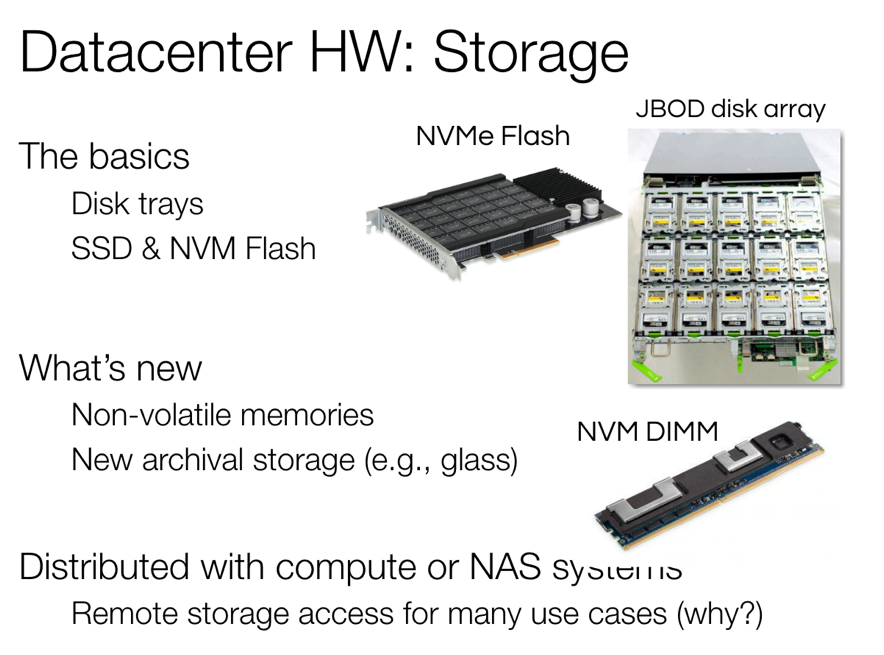 Datacenter HW: Storage
The basics
Disk trays
SSD & NVM Flash
NVMe Flash
JBOD disk array
What's new
Non-volatile memories
New archival storage (e.g., glass)
NVM DIMM
Distributed with compute or NAS systems
Remote storage access for many use cases (why?)